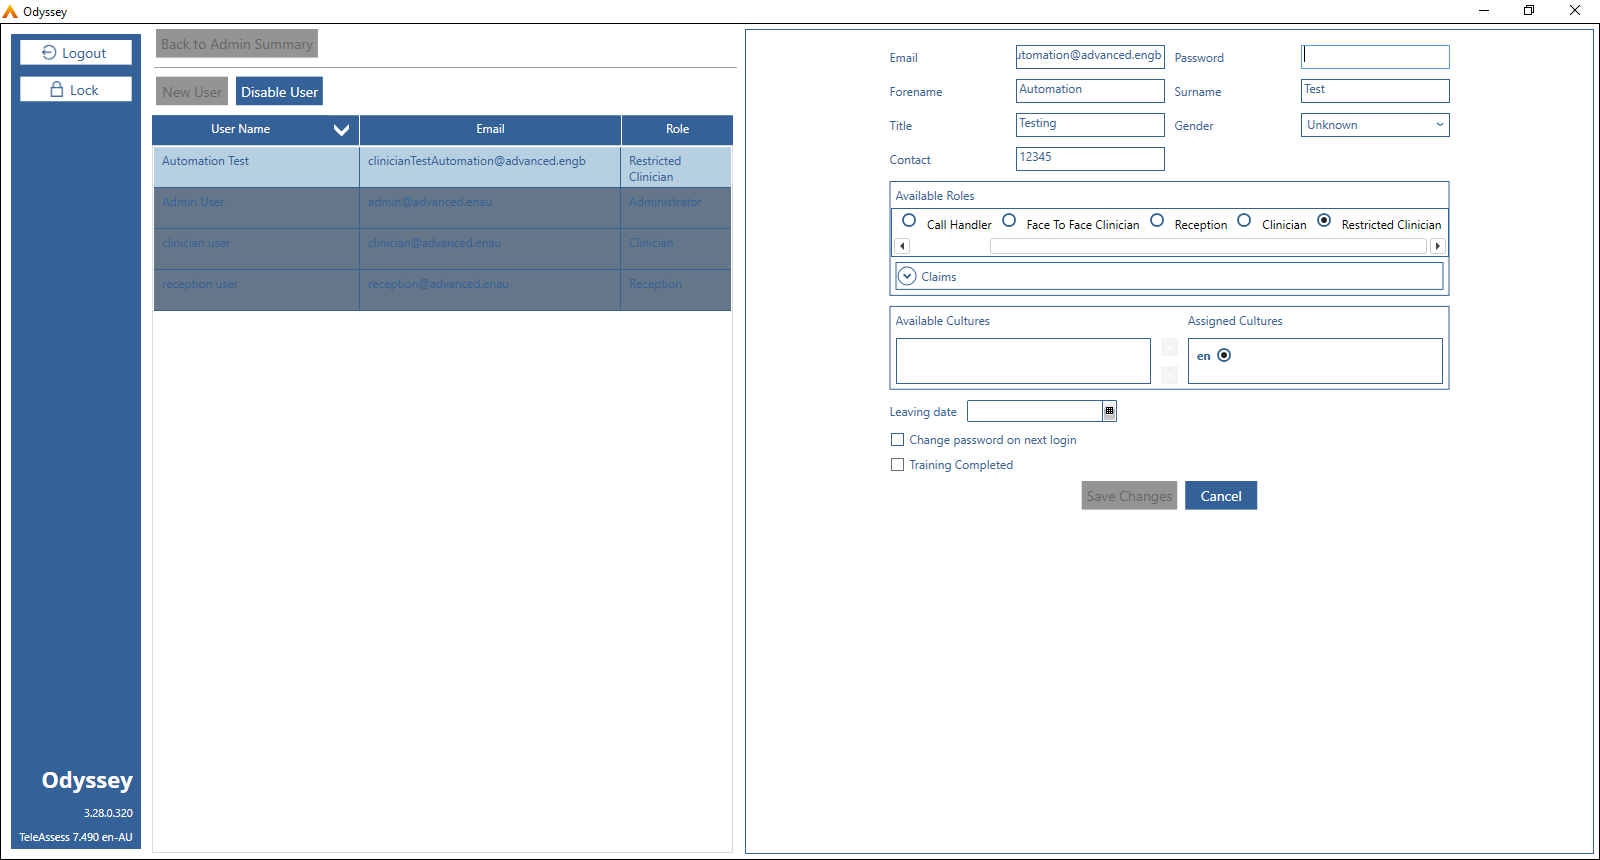 Odyssey
Logout
Lock
Back to Admin Summary
New User
Disable User
User Name
Email
Role
Automation Test
clinicianTestAutomation@advanced.engb
Restricted
Clinician
Admin User
admin@advanced.enau
Administrator
clinician user
clinician@advanced.enau
Clinician
reception user
reception@advanced.enau
Reception
Odyssey
3.28.0.320
TeleAssess 7.490 en-AU
Email
utomation@advanced.engb
Password
Forename
Automation
Surname
Test
Title
Testing
Gender
Unknown
Contact
12345
Available Roles
Call Handler
Face To Face Clinician
Reception
Clinician
Restricted Clinician
Claims
Available Cultures
Assigned Cultures
en
Leaving date
Change password on next login
Training Completed
Save Changes
Cancel